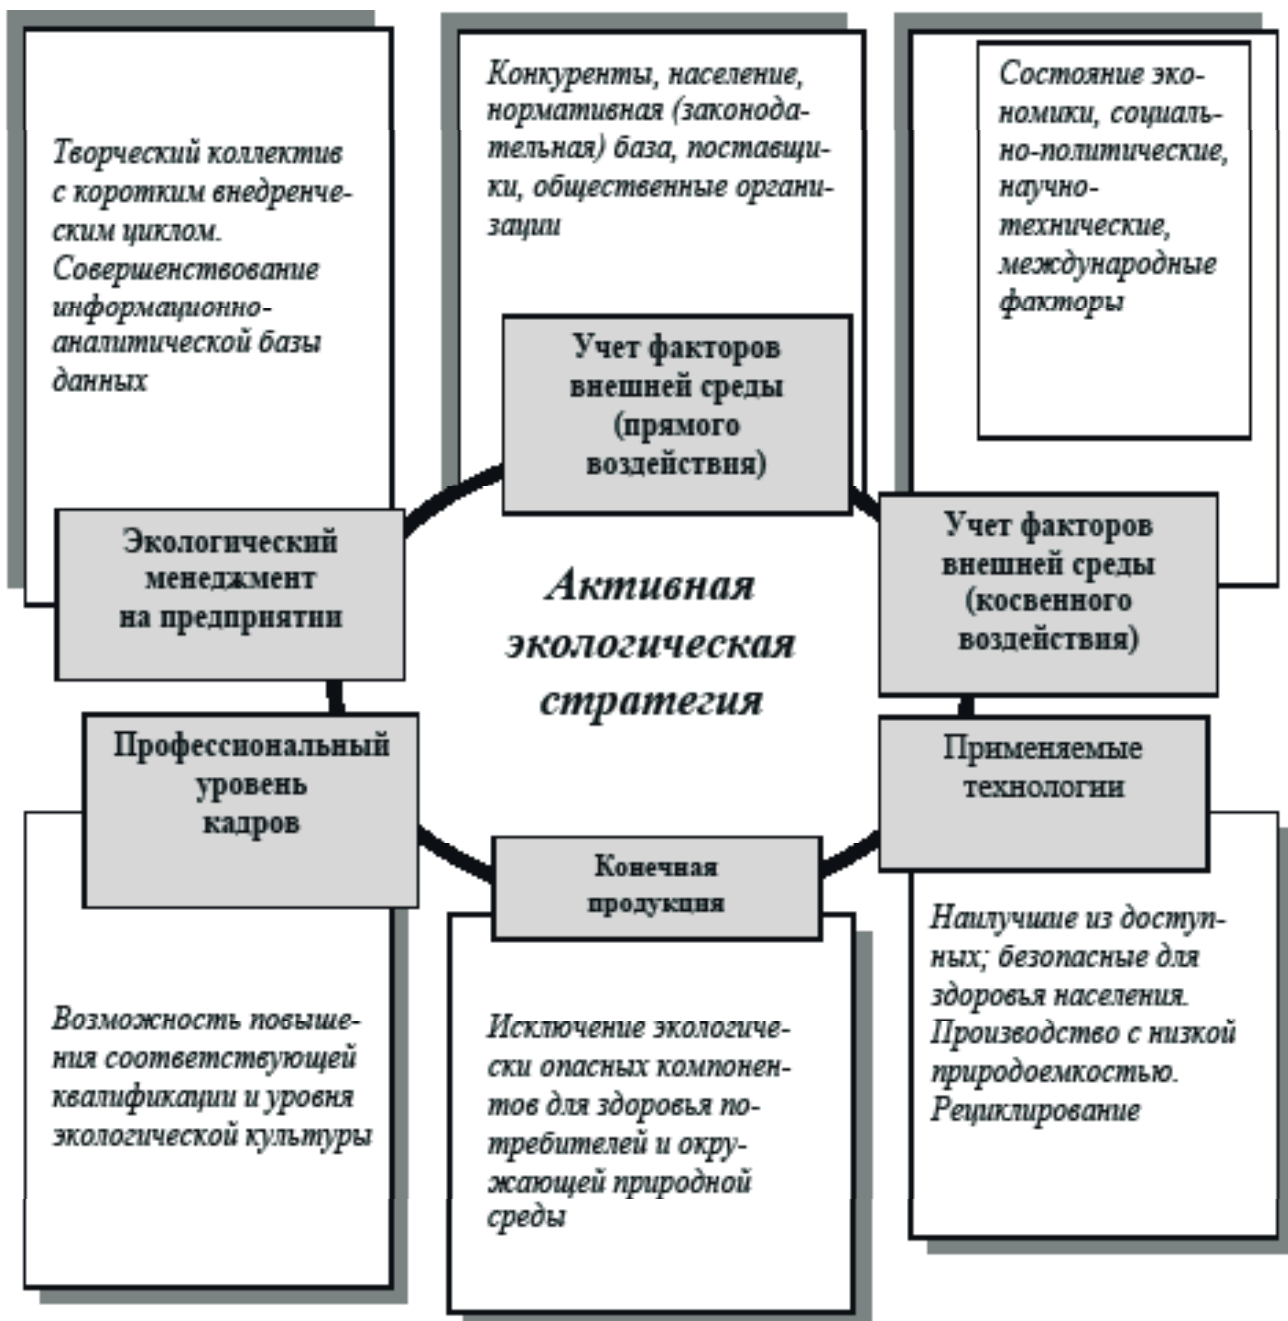 Творческий коллектив
с коротким внедренче-
ским циклом.
Совершенствование
информационно-
аналитической базы
данных
Экологический
менеджмент
на предприятии
Конкуренты, население,
нормативная (законода-
тельная) база, поставщи-
ки, общественные органи-
зации
Учет факторов
внешней среды
(прямого
воздействия)
Состояние эко-
номики, социаль-
но-политические,
научно-
технические,
международные
факторы
Учет факторов
внешней среды
(косвенного
воздействия)
Активная
экологическая
стратегия
Профессиональный
уровень
кадров
Возможность повыше-
ния соответствующей
квалификации и уровня
экологической культуры
Конечная
продукция
Исключение экологиче-
ски опасных компонен-
тов для здоровья по-
требителей и окру-
жающей природной
среды
Применяемые
технологии
Наилучшие из доступ-
ных; безопасные для
здоровья населения.
Производство с низкой
природоемкостью.
Рециклирование